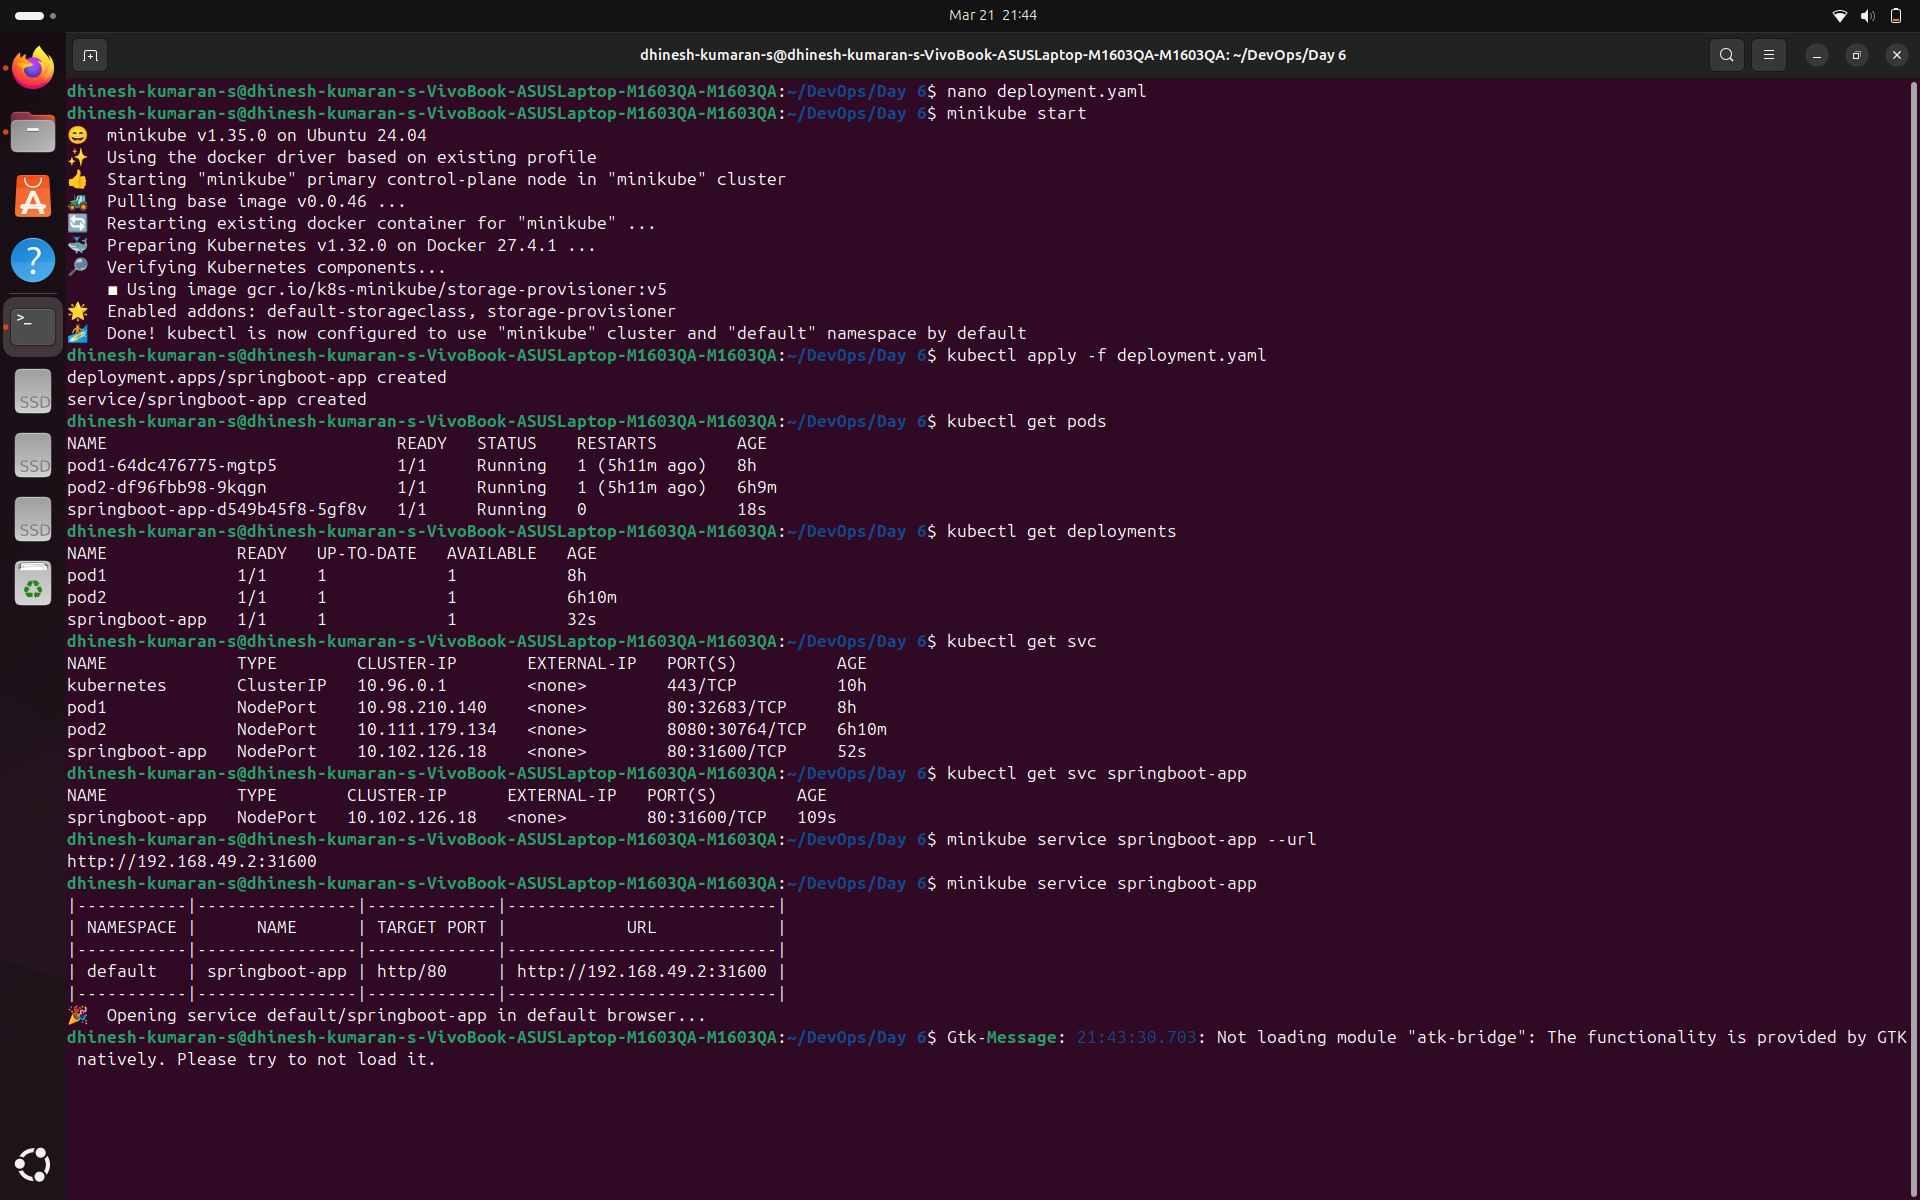 Mar 21 21:44
dhinesh-kumaran-s@dhinesh-kumaran-s-VivoBook-ASUSLaptop-M1603QA-M1603QA: ~/DevOps/Day 6
dhinesh-kumaran-s@dhinesh-kumaran-s-VivoBook-ASUSLaptop-M1603QA-M1603QA:~/DevOps/Day 6$ nano deployment.yaml
dhinesh-kumaran-s@dhinesh-kumaran-s-VivoBook-ASUSLaptop-M1603QA-M1603QA:~/DevOps/Day 6$ minikube start
😄  minikube v1.35.0 on Ubuntu 24.04
✨  Using the docker driver based on existing profile
👍  Starting "minikube" primary control-plane node in "minikube" cluster
🚜  Pulling base image v0.0.46 ...
🔄  Restarting existing docker container for "minikube" ...
🐳  Preparing Kubernetes v1.32.0 on Docker 27.4.1 ...
🔎  Verifying Kubernetes components...
    ■ Using image gcr.io/k8s-minikube/storage-provisioner:v5
🌟  Enabled addons: default-storageclass, storage-provisioner
🏄  Done! kubectl is now configured to use "minikube" cluster and "default" namespace by default
dhinesh-kumaran-s@dhinesh-kumaran-s-VivoBook-ASUSLaptop-M1603QA-M1603QA:~/DevOps/Day 6$ kubectl apply -f deployment.yaml
deployment.apps/springboot-app created
service/springboot-app created
dhinesh-kumaran-s@dhinesh-kumaran-s-VivoBook-ASUSLaptop-M1603QA-M1603QA:~/DevOps/Day 6$ kubectl get pods
NAME                             READY   STATUS    RESTARTS        AGE
pod1-64dc476775-mgtp5            1/1     Running   1 (5h11m ago)   8h
pod2-df96fbb98-9kqgn             1/1     Running   1 (5h11m ago)   6h9m
springboot-app-d549b45f8-5gf8v   1/1     Running   0               18s
dhinesh-kumaran-s@dhinesh-kumaran-s-VivoBook-ASUSLaptop-M1603QA-M1603QA:~/DevOps/Day 6$ kubectl get deployments
NAME             READY   UP-TO-DATE   AVAILABLE   AGE
pod1             1/1     1            1           8h
pod2             1/1     1            1           6h10m
springboot-app   1/1     1            1           32s
dhinesh-kumaran-s@dhinesh-kumaran-s-VivoBook-ASUSLaptop-M1603QA-M1603QA:~/DevOps/Day 6$ kubectl get svc
NAME             TYPE        CLUSTER-IP       EXTERNAL-IP   PORT(S)          AGE
kubernetes       ClusterIP   10.96.0.1        <none>        443/TCP          10h
pod1             NodePort    10.98.210.140    <none>        80:32683/TCP     8h
pod2             NodePort    10.111.179.134   <none>        8080:30764/TCP   6h10m
springboot-app   NodePort    10.102.126.18    <none>        80:31600/TCP     52s
dhinesh-kumaran-s@dhinesh-kumaran-s-VivoBook-ASUSLaptop-M1603QA-M1603QA:~/DevOps/Day 6$ kubectl get svc springboot-app
NAME             TYPE       CLUSTER-IP      EXTERNAL-IP   PORT(S)        AGE
springboot-app   NodePort   10.102.126.18   <none>        80:31600/TCP   109s
dhinesh-kumaran-s@dhinesh-kumaran-s-VivoBook-ASUSLaptop-M1603QA-M1603QA:~/DevOps/Day 6$ minikube service springboot-app --url
http://192.168.49.2:31600
dhinesh-kumaran-s@dhinesh-kumaran-s-VivoBook-ASUSLaptop-M1603QA-M1603QA:~/DevOps/Day 6$ minikube service springboot-app
|-----------|----------------|-------------|---------------------------|
| NAMESPACE |      NAME      | TARGET PORT |            URL            |
|-----------|----------------|-------------|---------------------------|
| default   | springboot-app | http/80     | http://192.168.49.2:31600 |
|-----------|----------------|-------------|---------------------------|
🎉  Opening service default/springboot-app in default browser...
dhinesh-kumaran-s@dhinesh-kumaran-s-VivoBook-ASUSLaptop-M1603QA-M1603QA:~/DevOps/Day 6$ Gtk-Message: 21:43:30.703: Not loading module "atk-bridge": The functionality is provided by GTK
 natively. Please try to not load it.
SSD
SSD
SSD